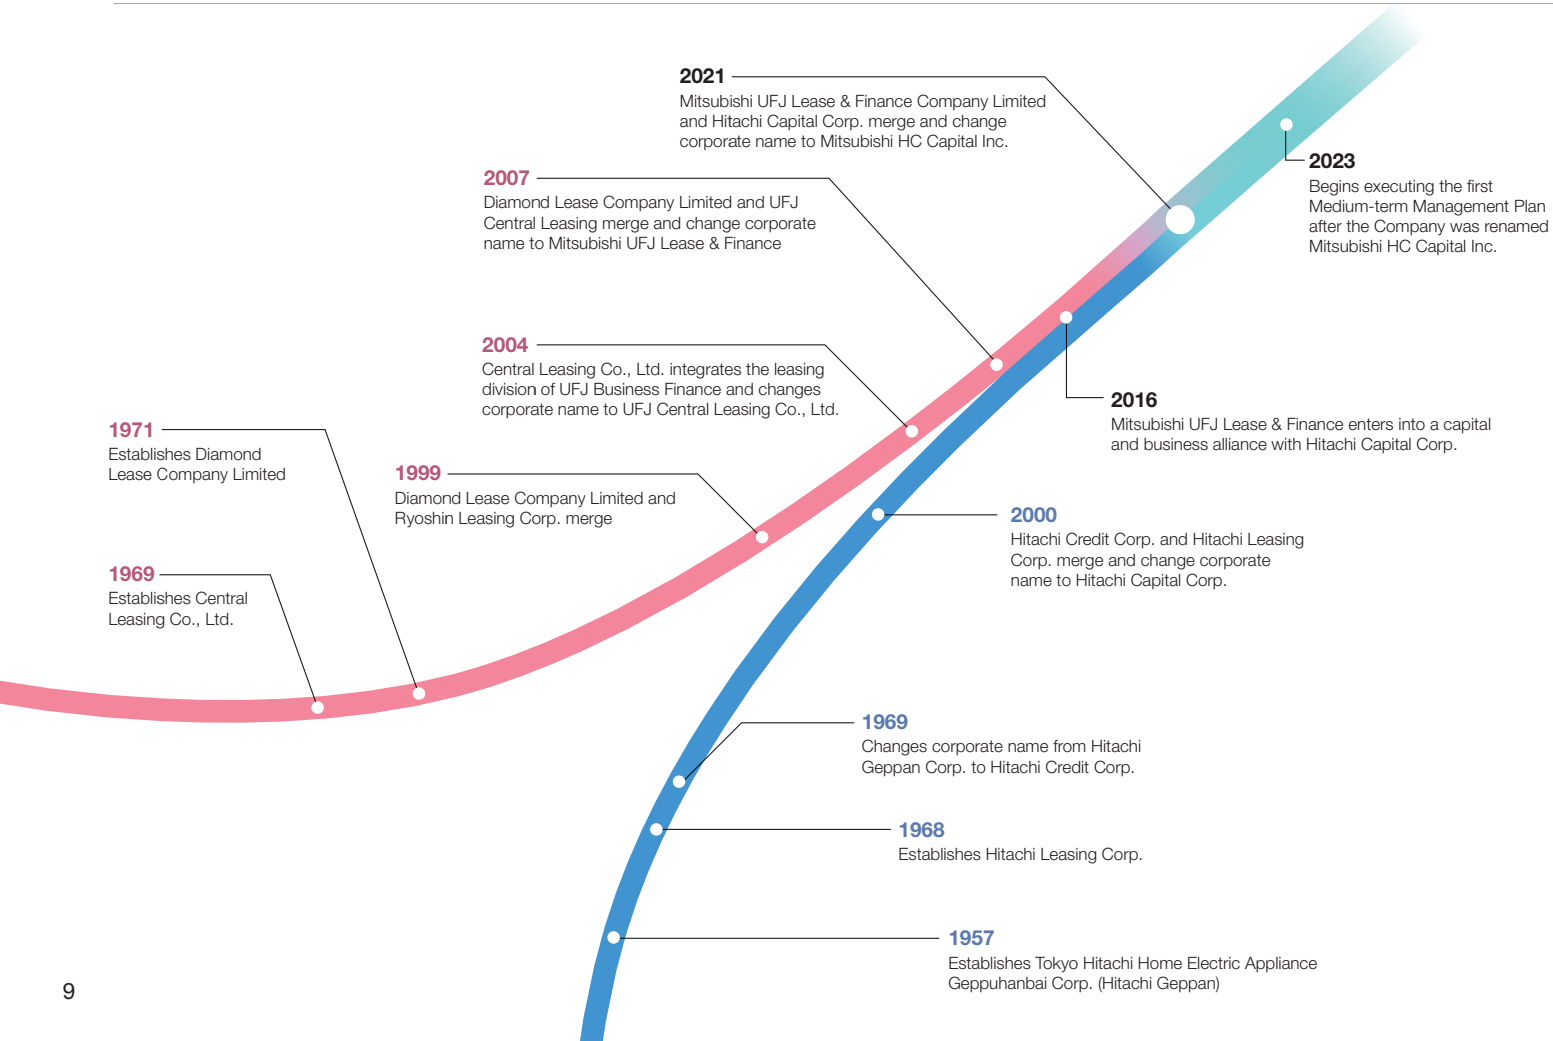 2021
Mitsubishi UFJ Lease & Finance Company Limited
and Hitachi Capital Corp. merge and change
corporate name to Mitsubishi HC Capital Inc.
2023
Begins executing the first
Medium-term Management Plan
after the Company was renamed
Mitsubishi HC Capital Inc.
2007
Diamond Lease Company Limited and UFJ
Central Leasing merge and change corporate
name to Mitsubishi UFJ Lease & Finance
2004
Central Leasing Co., Ltd. integrates the leasing
division of UFJ Business Finance and changes
corporate name to UFJ Central Leasing Co., Ltd.
2016
Mitsubishi UFJ Lease & Finance enters into a capital
and business alliance with Hitachi Capital Corp.
1971
Establishes Diamond
Lease Company Limited
1999
Diamond Lease Company Limited and
Ryoshin Leasing Corp. merge
2000
Hitachi Credit Corp. and Hitachi Leasing
Corp. merge and change corporate
name to Hitachi Capital Corp.
1969
Establishes Central
Leasing Co., Ltd.
1969
Changes corporate name from Hitachi
Geppan Corp. to Hitachi Credit Corp.
1968
Establishes Hitachi Leasing Corp.
1957
Establishes Tokyo Hitachi Home Electric Appliance
Geppuhanbai Corp. (Hitachi Geppan)
9